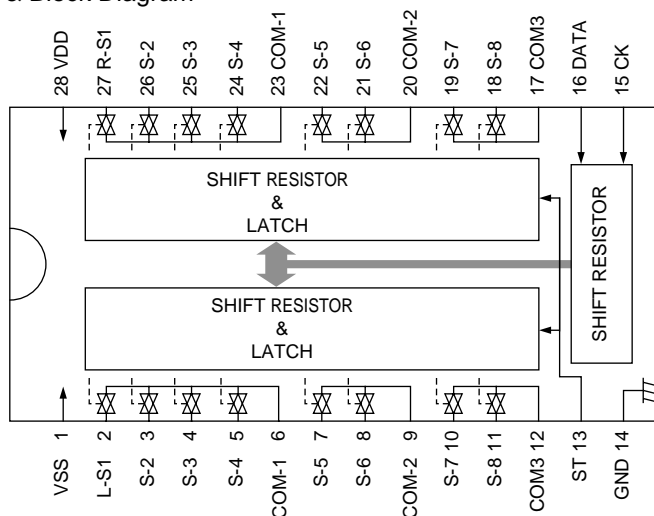 & Block Diagram
28 VDD
27 R-S1
26 S-2
25 S-3
24 S-4
23 COM-1
22 S-5
21 S-6
20 COM-2
19 S-7
18 S-8
17 COM3
16 DATA
15 CK
SHIFT RESISTOR
&
LATCH
SHIFT RESISTOR
SHIFT RESISTOR
&
LATCH
VSS 1
L-S1 2
S-2 3
S-3 4
S-4 5
COM-1 6
S-5 7
S-6 8
COM-2 9
S-7 10
S-8 11
COM3 12
ST 13
GND 14